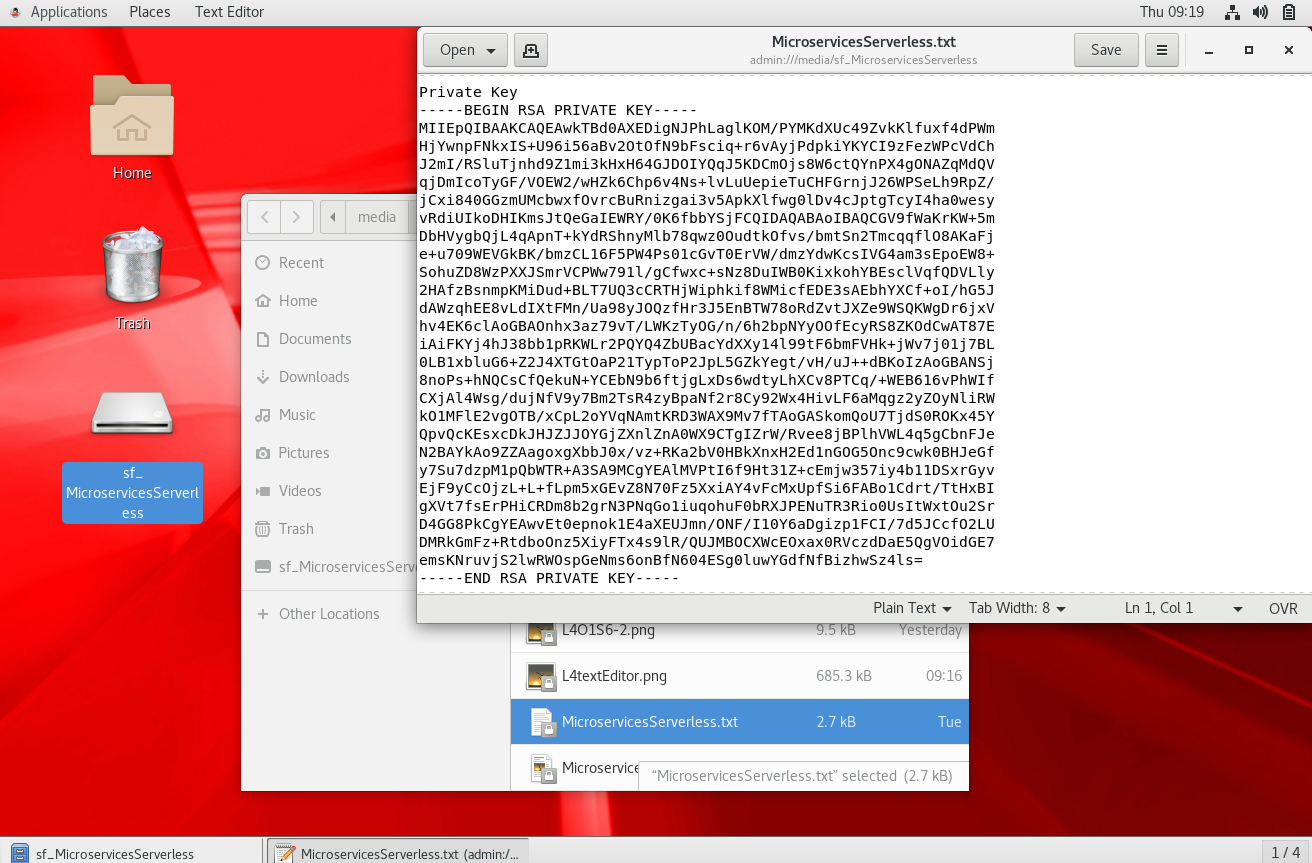 Applications Places Text Editor Thu 09:19
Open MicroservicesServerless.txt Save
admin:///media/sf_MicroservicesServerless
Private Key
-----BEGIN RSA PRIVATE KEY-----
MIIEpQIBAAKCAQEAwkTBd0AXEDigNJPhLaglKOM/PYMKdXUc49ZvkKlfuxf4dPWm
HjYwnpFNkxIS+U96i56aBv2OtOfN9bFsciq+r6vAyjPdpkiYKYCI9zFezWPcVdCh
J2mI/RSluTjnhd9Z1mi3kHxH64GJDOIYQqJ5KDCmOjs8W6ctQYnPX4gONAZqMdQV
qjDmIcoTyGF/VOEW2/wHZk6Chp6v4Ns+lvLuUepieTuCHFGrnjJ26WPSeLh9RpZ/
jCxi840GGzmUMcbwxfOvrcBuRnizgai3v5ApkXlfwg0lDv4cJptgTcyI4ha0wesy
vRdiUIkoDHIKmsJtQeGaIEWRY/0K6fbbYSjFCQIDAQABAoIBAQCGV9fWaKrKW+5m
DbHVygbQjL4qApnT+kYdRShnyMlb78qwz0OudtkOfvs/bmtSn2TmcqqflO8AKaFj
e+u709WEVGkBK/bmzCL16F5PW4Ps01cGvT0ErVW/dmzYdwKcsIVG4am3sEpoEW8+
SohuZD8WzPXXJSmrVCPWw791l/gCfwxc+sNz8DuIWB0KixkohYBEsclVqfQDVLly
2HAfzBsnmpKMiDud+BLT7UQ3cCRTHjWiphkif8WMicfEDE3sAEbhYXCf+oI/hG5J
dAWzqhEE8vLdIXtFMn/Ua98yJOQzfHr3J5EnBTW78oRdZvtJXZe9WSQKWgDr6jxV
hv4EK6clAoGBAOnhx3az79vT/LWKzTyOG/n/6h2bpNYyOOfEcyRS8ZKOdCwAT87E
iAiFKYj4hJ38bb1pRKWLr2PQYQ4ZbUBacYdXXy14l99tF6bmFVHk+jWv7j01j7BL
0LB1xbluG6+Z2J4XTGtOaP21TypToP2JpL5GZkYegt/vH/uJ++dBKoIzAoGBANSj
8noPs+hNQCsCfQekuN+YCEbN9b6ftjgLxDs6wdtyLhXCv8PTCq/+WEB616vPhWIf
CXjAl4Wsg/dujNfV9y7Bm2TsR4zyBpaNf2r8Cy92Wx4HivLF6aMqgz2yZOyNliRW
kO1MFlE2vgOTB/xCpL2oYVqNAmtKRD3WAX9Mv7fTAoGASkomQoU7TjdS0ROKx45Y
QpvQcKEsxcDkJHJZJJOYGjZXnlZnA0WX9CTgIZrW/Rvee8jBPlhVWL4q5gCbnFJe
N2BAYkAo9ZZAagoxgXbbJ0x/vz+RKa2bV0HBkXnxH2Ed1nGOG5Onc9cwk0BHJeGf
y7Su7dzpM1pQbWTR+A3SA9MCgYEAlMVPtI6f9Ht31Z+cEmjw357iy4b11DSxrGyv
EjF9yCcOjzL+L+fLpm5xGEvZ8N70Fz5XxiAY4vFcMxUpfSi6FABo1Cdrt/TtHxBI
gXVt7fsErPHiCRDm8b2grN3PNqGo1iuqohuF0bRXJPENuTR3Rio0UsItWxtOu2Sr
D4GG8PkCgYEAwvEt0epnok1E4aXEUJmn/ONF/I10Y6aDgizp1FCI/7d5JCcfO2LU
DMRkGmFz+RtdboOnz5XiyFTx4s9lR/QUJMBOCXWcEOxax0RVczdDaE5QgVOidGE7
emsKNruvjS2lwRWOspGeNms6onBfN604ESg0luwYGdfNfBizhwSz4ls=
-----END RSA PRIVATE KEY-----
Plain Text Tab Width: 8 Ln 1, Col 1 OVR
Home
Trash
sf_
MicroservicesServerl
ess
media
Recent
Home
Documents
Downloads
Music
Pictures
Videos
Trash
sf_MicroservicesServe
Other Locations
L4O1S6-2.png 9.5 kB Yesterday
L4textEditor.png 685.3 kB 09:16
MicroservicesServerless.txt 2.7 kB Tue
Microservice
“MicroservicesServerless.txt” selected (2.7 kB)
sf_MicroservicesServerless MicroservicesServerless.txt (admin:/... 1 / 4